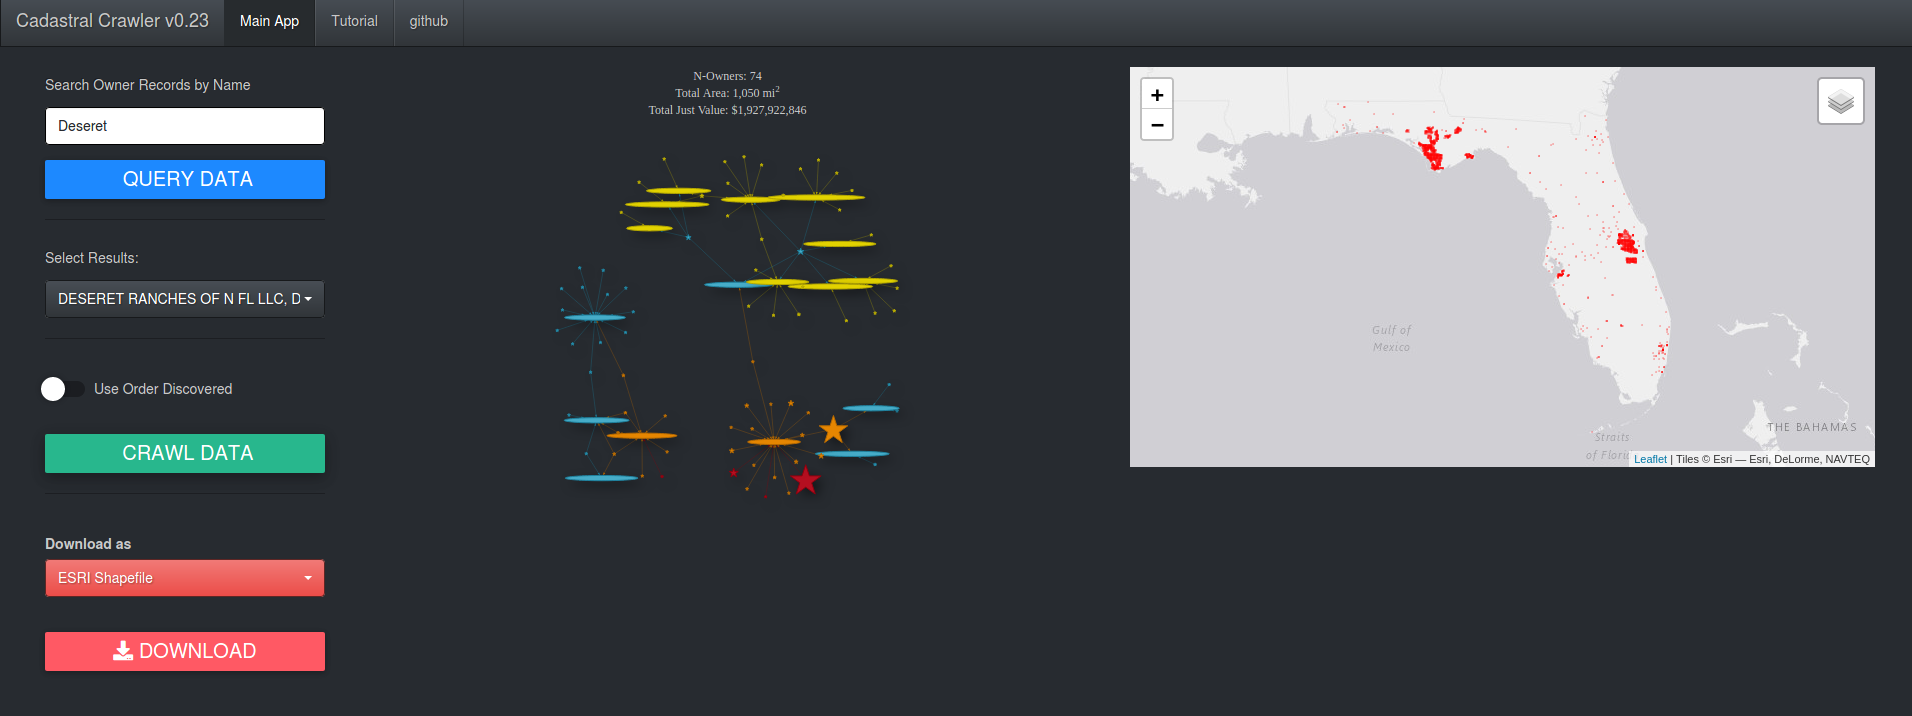 Cadastral Crawler v0.23
Main App
Tutorial
github
Search Owner Records by Name
Deseret
QUERY DATA
Select Results:
DESERET RANCHES OF N FL LLC, D
Use Order Discovered
CRAWL DATA
Download as
ESRI Shapefile
DOWNLOAD
N-Owners: 74
Total Area: 1,050 mi²
Total Just Value: $1,927,922,846
+
−
Gulf of
Mexico
THE BAHAMAS
Straits
of Flori
Leaflet | Tiles © Esri — Esri, DeLorme, NAVTEQ